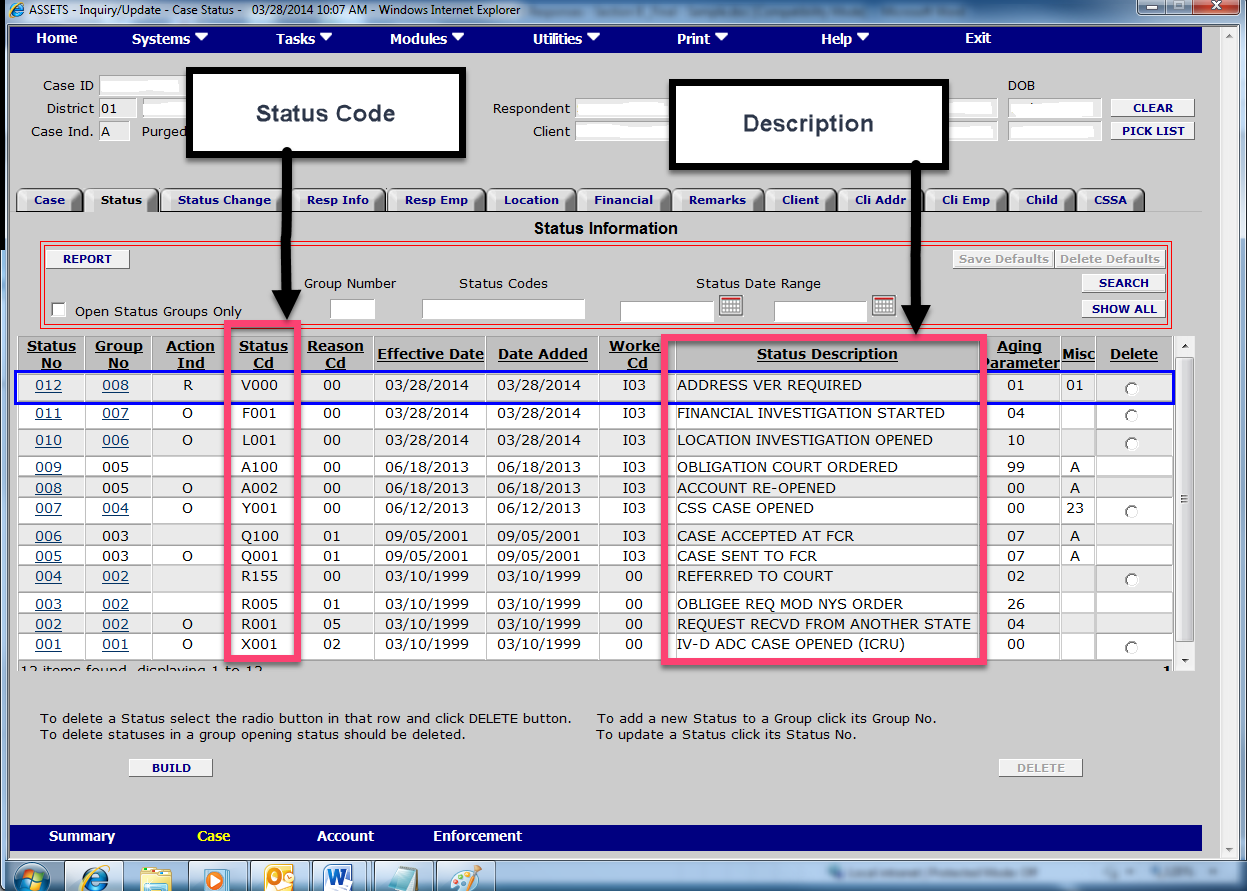 ASSETS - Inquiry/Update - Case Status - 03/28/2014 10:07 AM - Windows Internet Explorer
Home Systems Tasks Modules Utilities Print Help Exit
Case ID DOB
District 01 Respondent CLEAR
Case Ind. A Purged Client PICK LIST
Status Code
Description
Case Status Status Change Resp Info Resp Emp Location Financial Remarks Client Cli Addr Cli Emp Child CSSA
Status Information
REPORT Save Defaults Delete Defaults
Group Number Status Codes Status Date Range SEARCH
Open Status Groups Only SHOW ALL
Status No Group No Action Ind Status Cd Reason Cd Effective Date Date Added Worke Cd Status Description Aging Parameter Misc Delete
012 008 R V000 00 03/28/2014 03/28/2014 I03 ADDRESS VER REQUIRED 01 01
011 007 O F001 00 03/28/2014 03/28/2014 I03 FINANCIAL INVESTIGATION STARTED 04
010 006 O L001 00 03/28/2014 03/28/2014 I03 LOCATION INVESTIGATION OPENED 10
009 005 A100 00 06/18/2013 06/18/2013 I03 OBLIGATION COURT ORDERED 99 A
008 005 O A002 00 06/18/2013 06/18/2013 I03 ACCOUNT RE-OPENED 00 A
007 004 O Y001 00 06/12/2013 06/12/2013 I03 CSS CASE OPENED 00 23
006 003 Q100 01 09/05/2001 09/05/2001 I03 CASE ACCEPTED AT FCR 07 A
005 003 O Q001 01 09/05/2001 09/05/2001 I03 CASE SENT TO FCR 07 A
004 002 R155 00 03/10/1999 03/10/1999 00 REFERRED TO COURT 02
003 002 R005 01 03/10/1999 03/10/1999 00 OBLIGEE REQ MOD NYS ORDER 26
002 002 O R001 05 03/10/1999 03/10/1999 00 REQUEST RECVD FROM ANOTHER STATE 04
001 001 O X001 02 03/10/1999 03/10/1999 00 IV-D ADC CASE OPENED (ICRU) 00
12 items found, displaying 1 to 12 1
To delete a Status select the radio button in that row and click DELETE button. To add a new Status to a Group click its Group No.
To delete statuses in a group opening status should be deleted. To update a Status click its Status No.
BUILD DELETE
Summary Case Account Enforcement